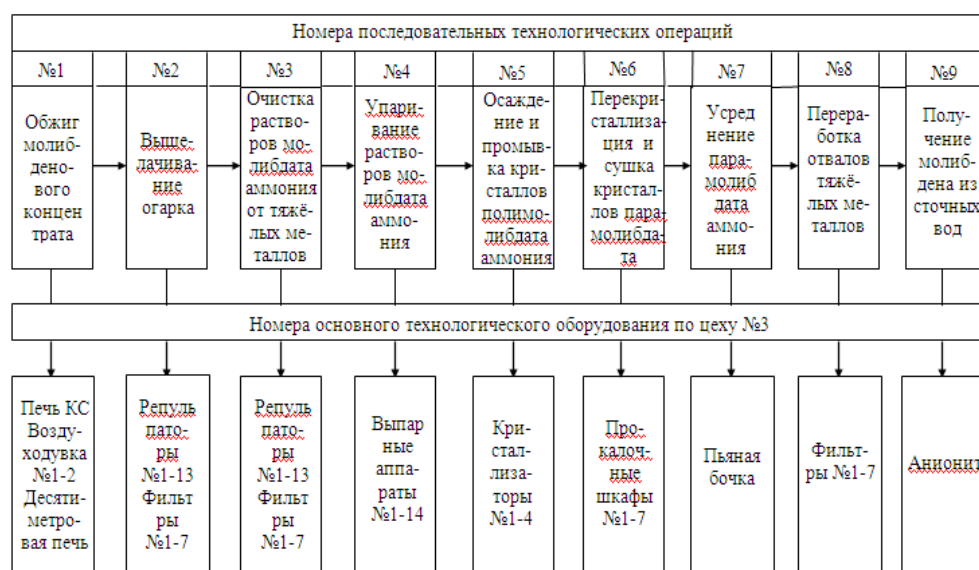 Номера последовательных технологических операций
№1
№2
№3
№4
№5
№6
№7
№8
№9
Обжиг
молиб-
дено-
вого
концен
трата
Выще-
лачива-
ние
огарка
Очистка
раство-
ров мо-
либдата
аммония
от тяжё-
лых ме-
таллов
Упари-
вание
раство-
ров мо-
либдата
аммо-
ния
Осажде-
ние и
промыв-
ка кри-
сталлов
полимо-
либдата
аммония
Перекри-
сталлиза-
ция и
сушка
кристал-
лов пара-
молибда-
та
Усред
нение
пара-
молиб
дата
аммо-
ния
Перера-
ботка
отвалов
тяжё-
лых ме-
таллов
Полу-
чение
молиб-
дена из
сточных
вод
Номера основного технологического оборудования по цеху №3
Печь КС
Возду-
ходувка
№1-2
Десяти-
метро-
вая печь
Репуль
пато-
ры
№1-13
Фильт
ры
№1-7
Репуль
пато-
ры
№1-13
Фильт
ры
№1-7
Выпар
ные
аппа-
раты
№1-14
Кри-
стал-
лиза-
торы
№1-4
Про-
калоч-
ные
шкафы
№1-7
Пьяная
бочка
Фильт-
ры №1-7
Анионит